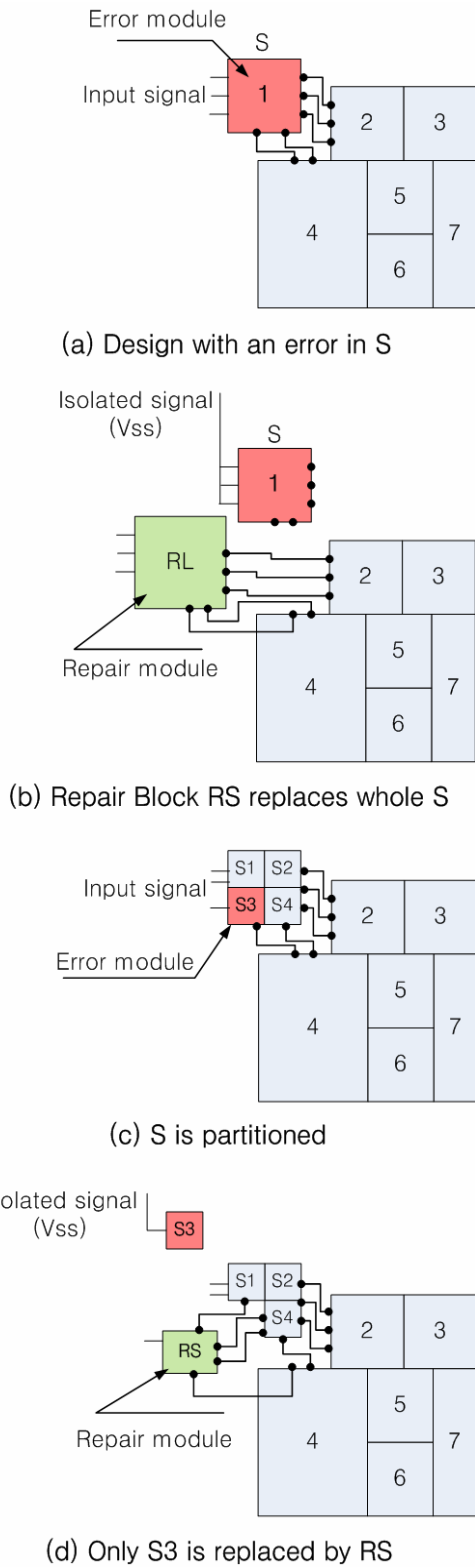 Error module
S
Input signal
1
2
3
4
5
6
7
(a) Design with an error in S
Isolated signal
(Vss)
S
1
RL
2
3
Repair module
4
5
6
7
(b) Repair Block RS replaces whole S
S1
S2
Input signal
S3
S4
2
3
Error module
4
5
6
7
(c) S is partitioned
olated signal
(Vss)
S3
S1
S2
S4
RS
2
3
Repair module
4
5
6
7
(d) Only S3 is replaced by RS